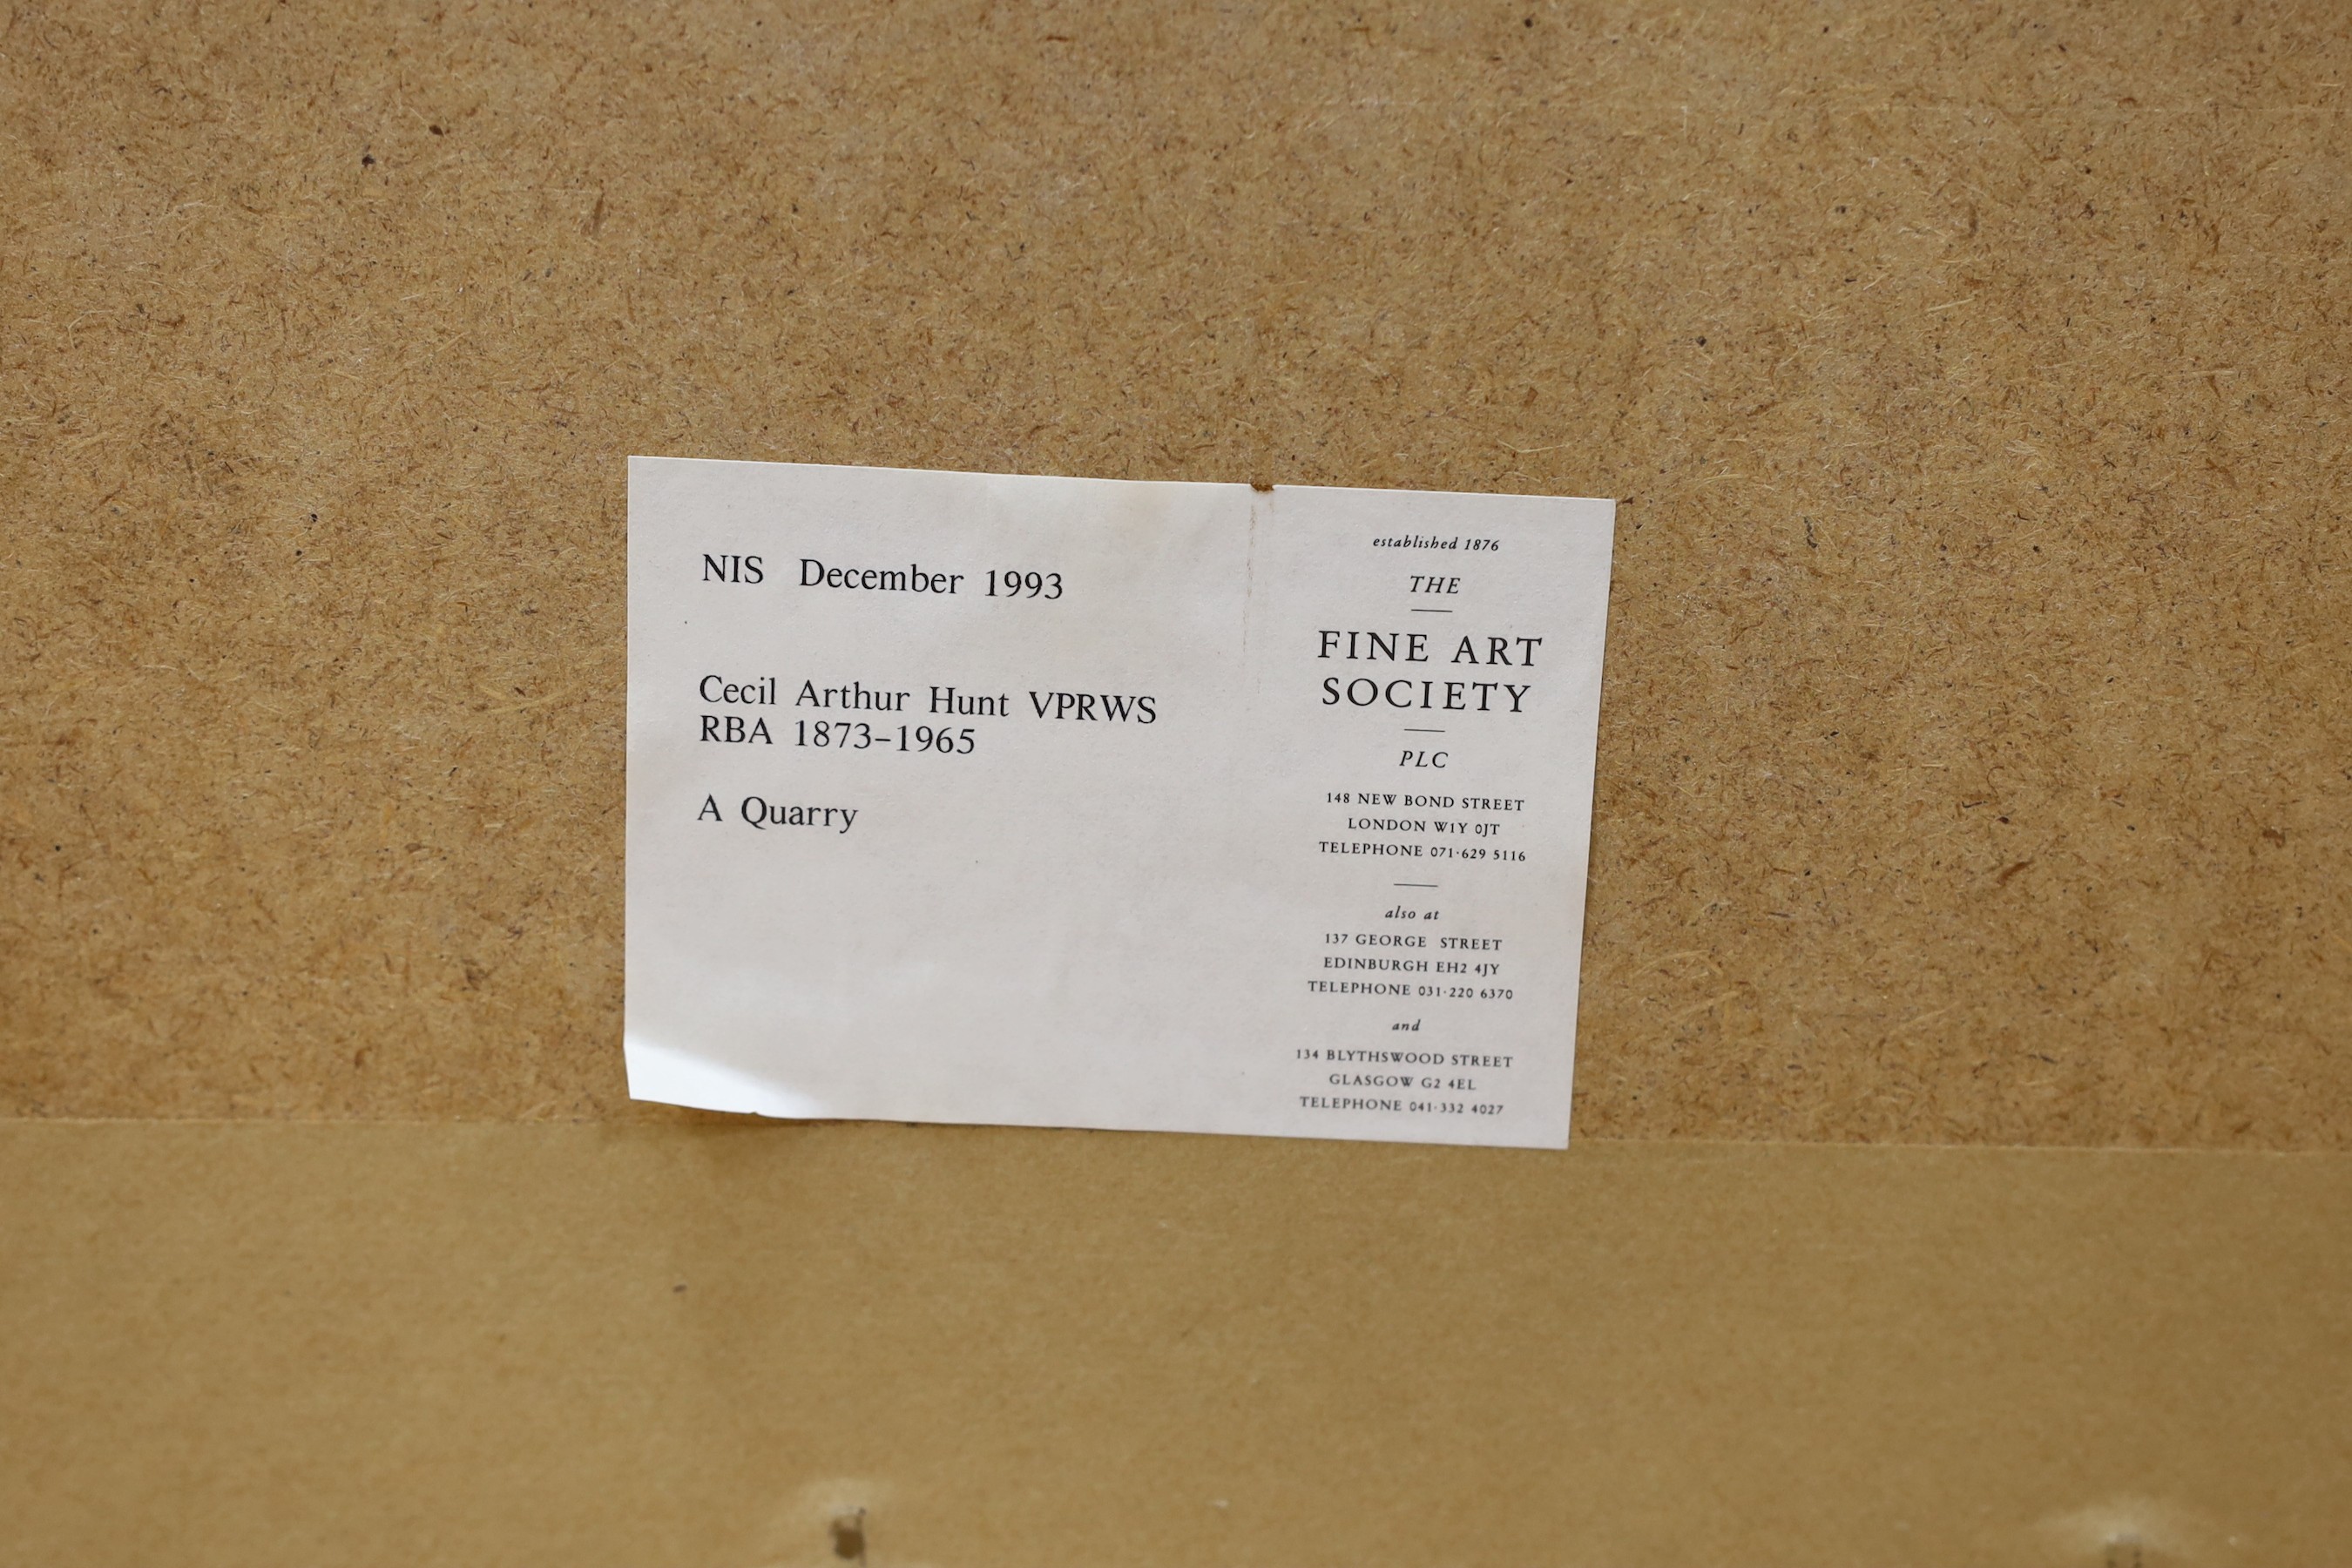 NIS December 1993
Cecil Arthur Hunt VPRWS
RBA 1873–1965
A Quarry
established 1876
THE
FINE ART
SOCIETY
PLC
148 NEW BOND STREET
LONDON W1Y 0JT
TELEPHONE 071·629 5116
also at
137 GEORGE STREET
EDINBURGH EH2 4JY
TELEPHONE 031·220 6370
and
134 BLYTHSWOOD STREET
GLASGOW G2 4EL
TELEPHONE 041·332 4027